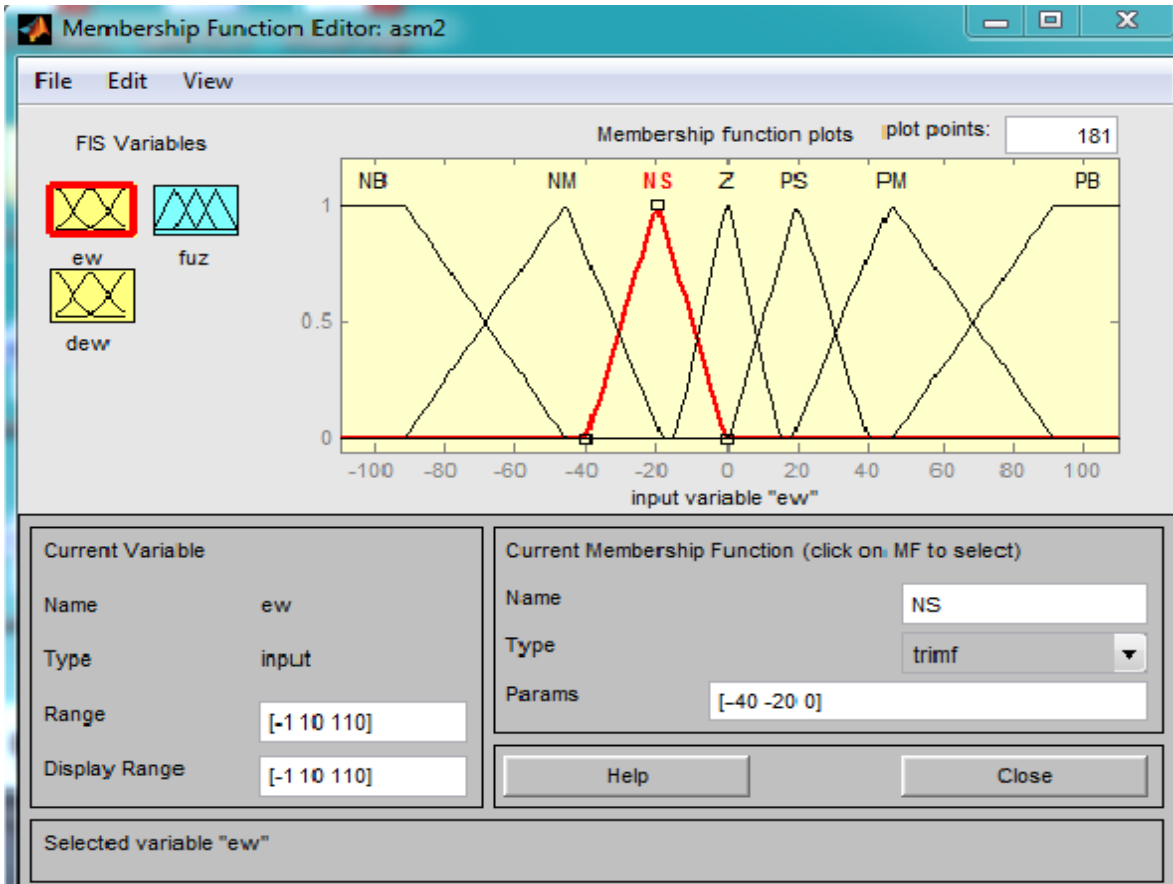 Membership Function Editor: asm2
File Edit View
FIS Variables
Membership function plots plot points: 181
ew fuz
dew
NB NM NS Z PS PM PB
1
0.5
0
-100 -80 -60 -40 -20 0 20 40 60 80 100
input variable "ew"
Current Variable
Name ew
Type input
Range [-110 110]
Display Range [-110 110]
Current Membership Function (click on MF to select)
Name NS
Type trimf
Params [-40 -20 0]
Help Close
Selected variable "ew"